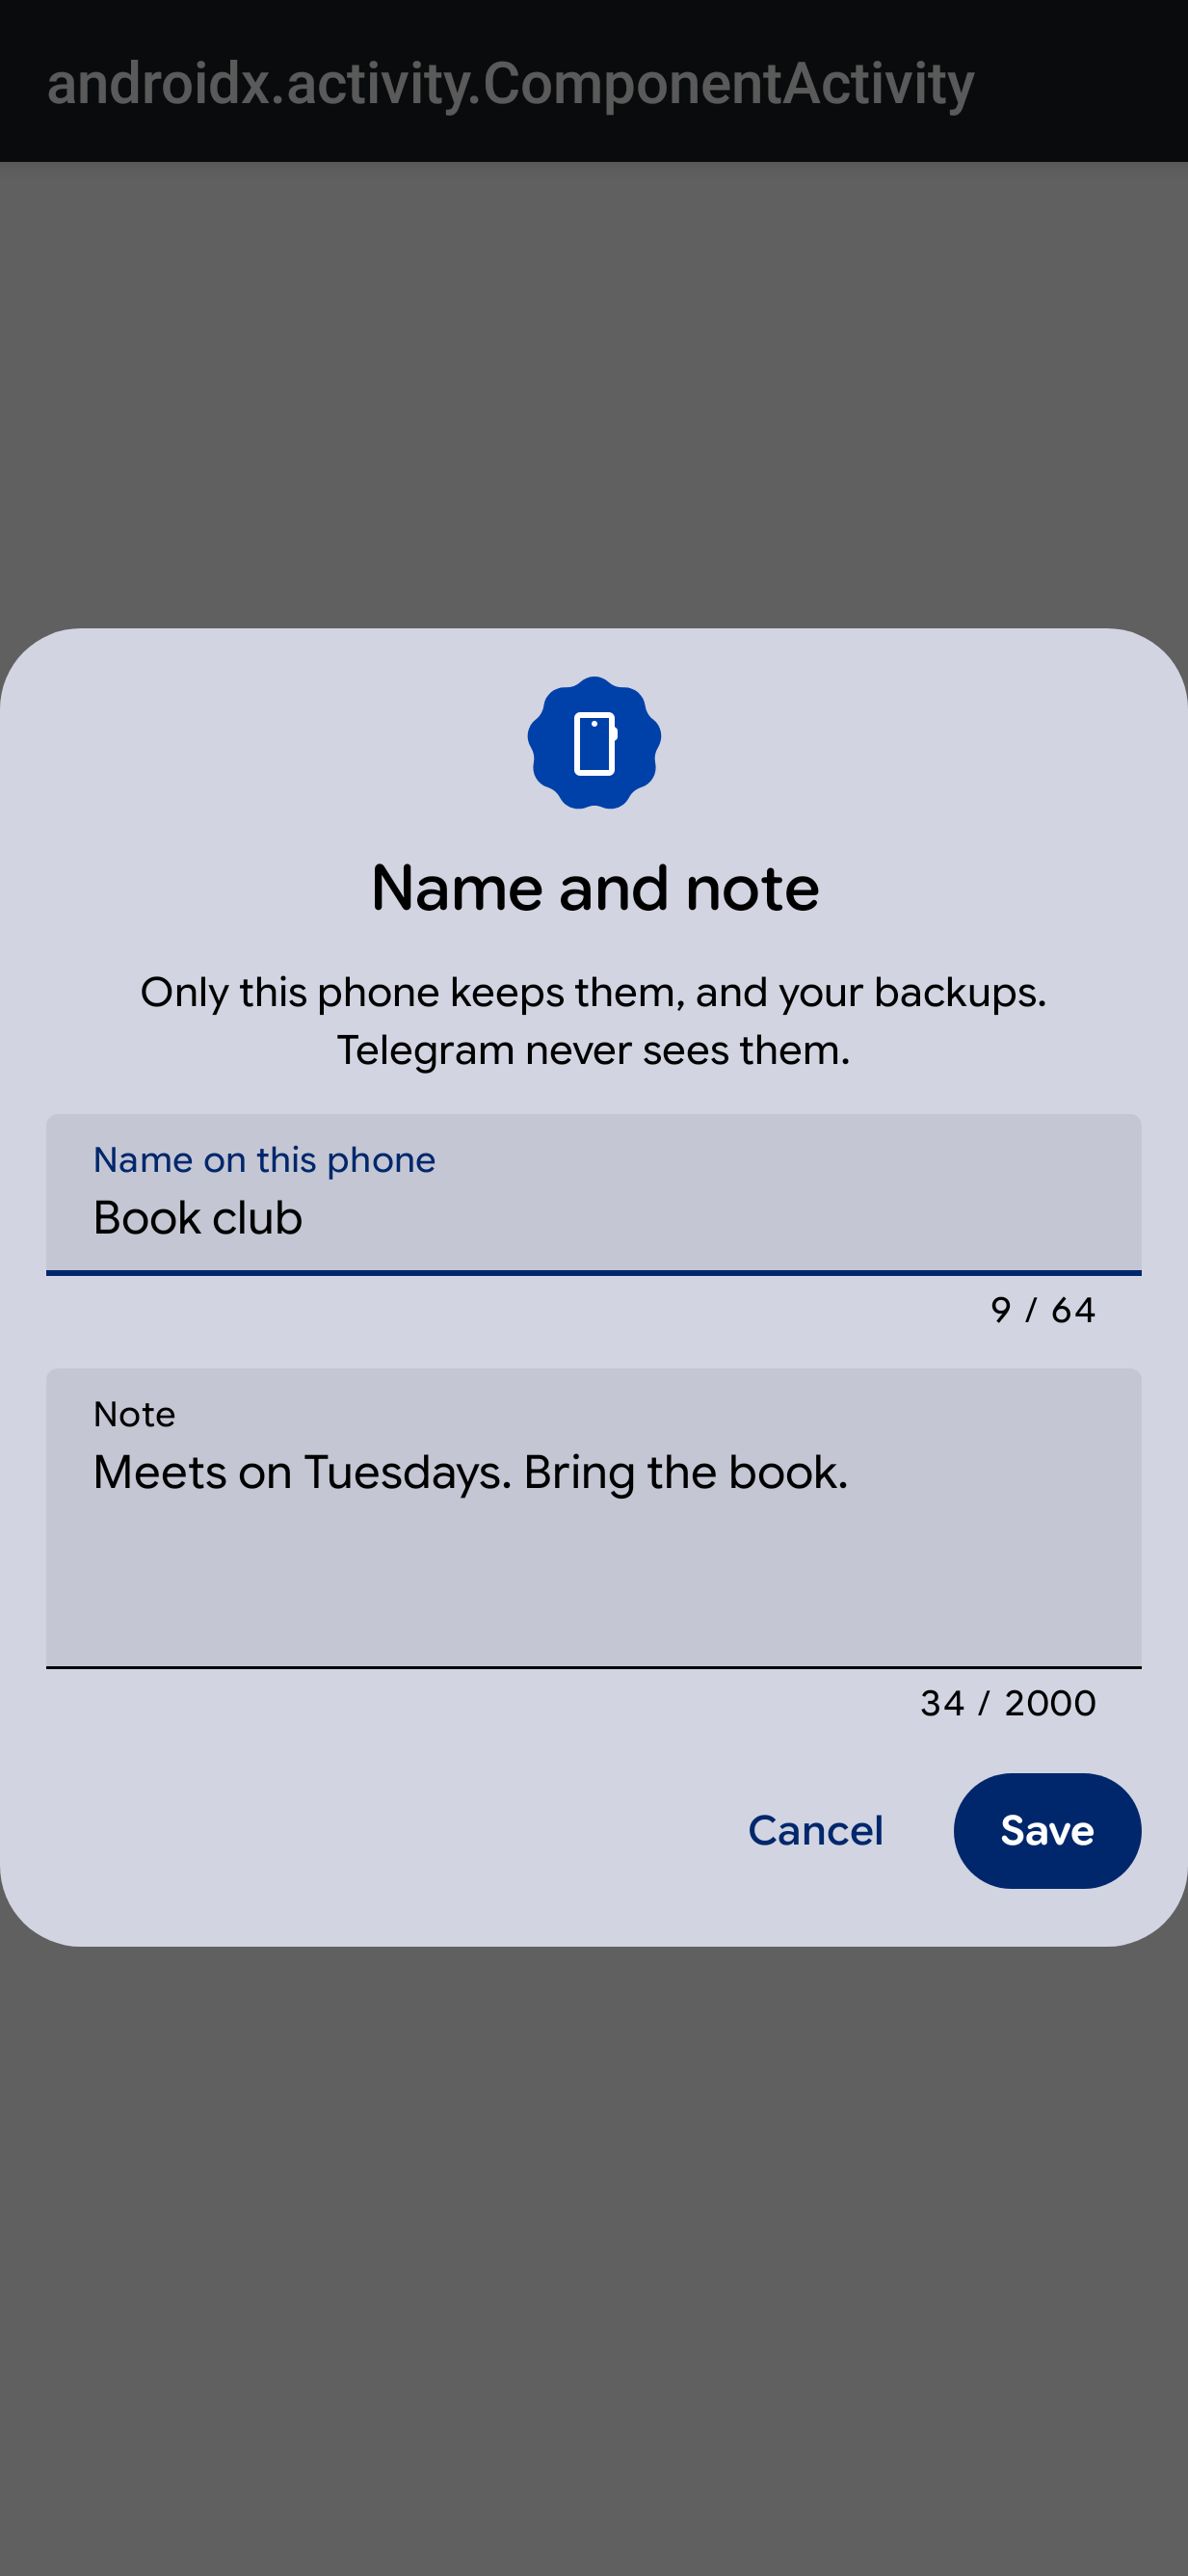 androidx.activity.ComponentActivity
Name and note
Only this phone keeps them, and your backups.
Telegram never sees them.
Name on this phone
Book club
9 / 64
Note
Meets on Tuesdays. Bring the book.
34 / 2000
Cancel
Save